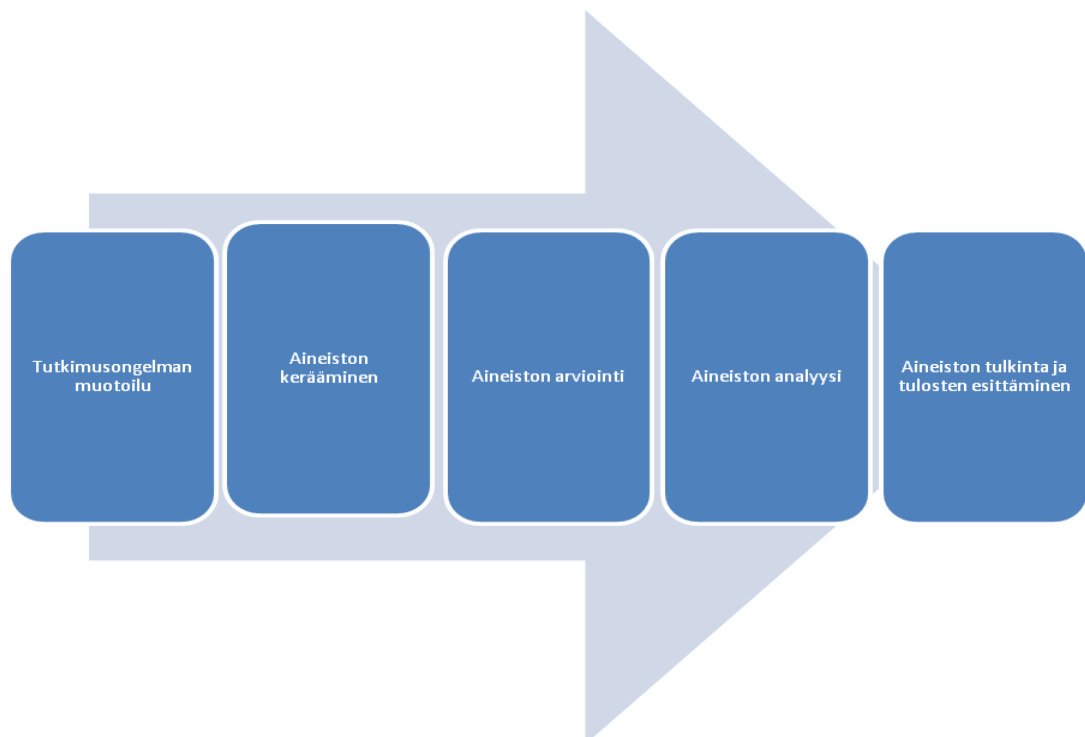 Tutkimusongelman
muotoilu
Aineiston
kerääminen
Aineiston arviointi
Aineiston analyysi
Aineiston tulkinta ja
tulosten esittäminen